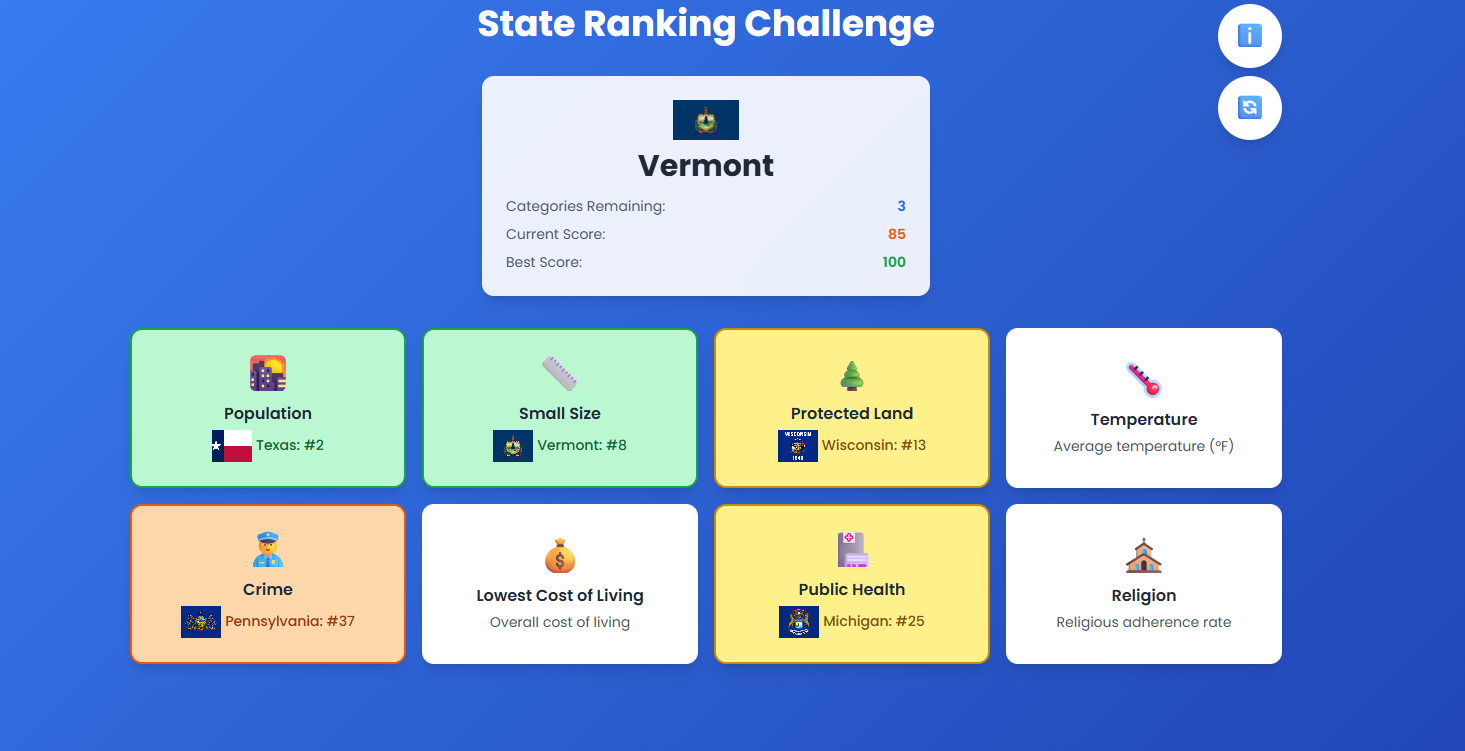 State Ranking Challenge
Vermont
Categories Remaining: 3
Current Score: 85
Best Score: 100
Population
Texas: #2
Small Size
Vermont: #8
Protected Land
WISCONSIN
1848
Wisconsin: #13
Temperature
Average temperature (°F)
Crime
Pennsylvania: #37
Lowest Cost of Living
Overall cost of living
Public Health
Michigan: #25
Religion
Religious adherence rate